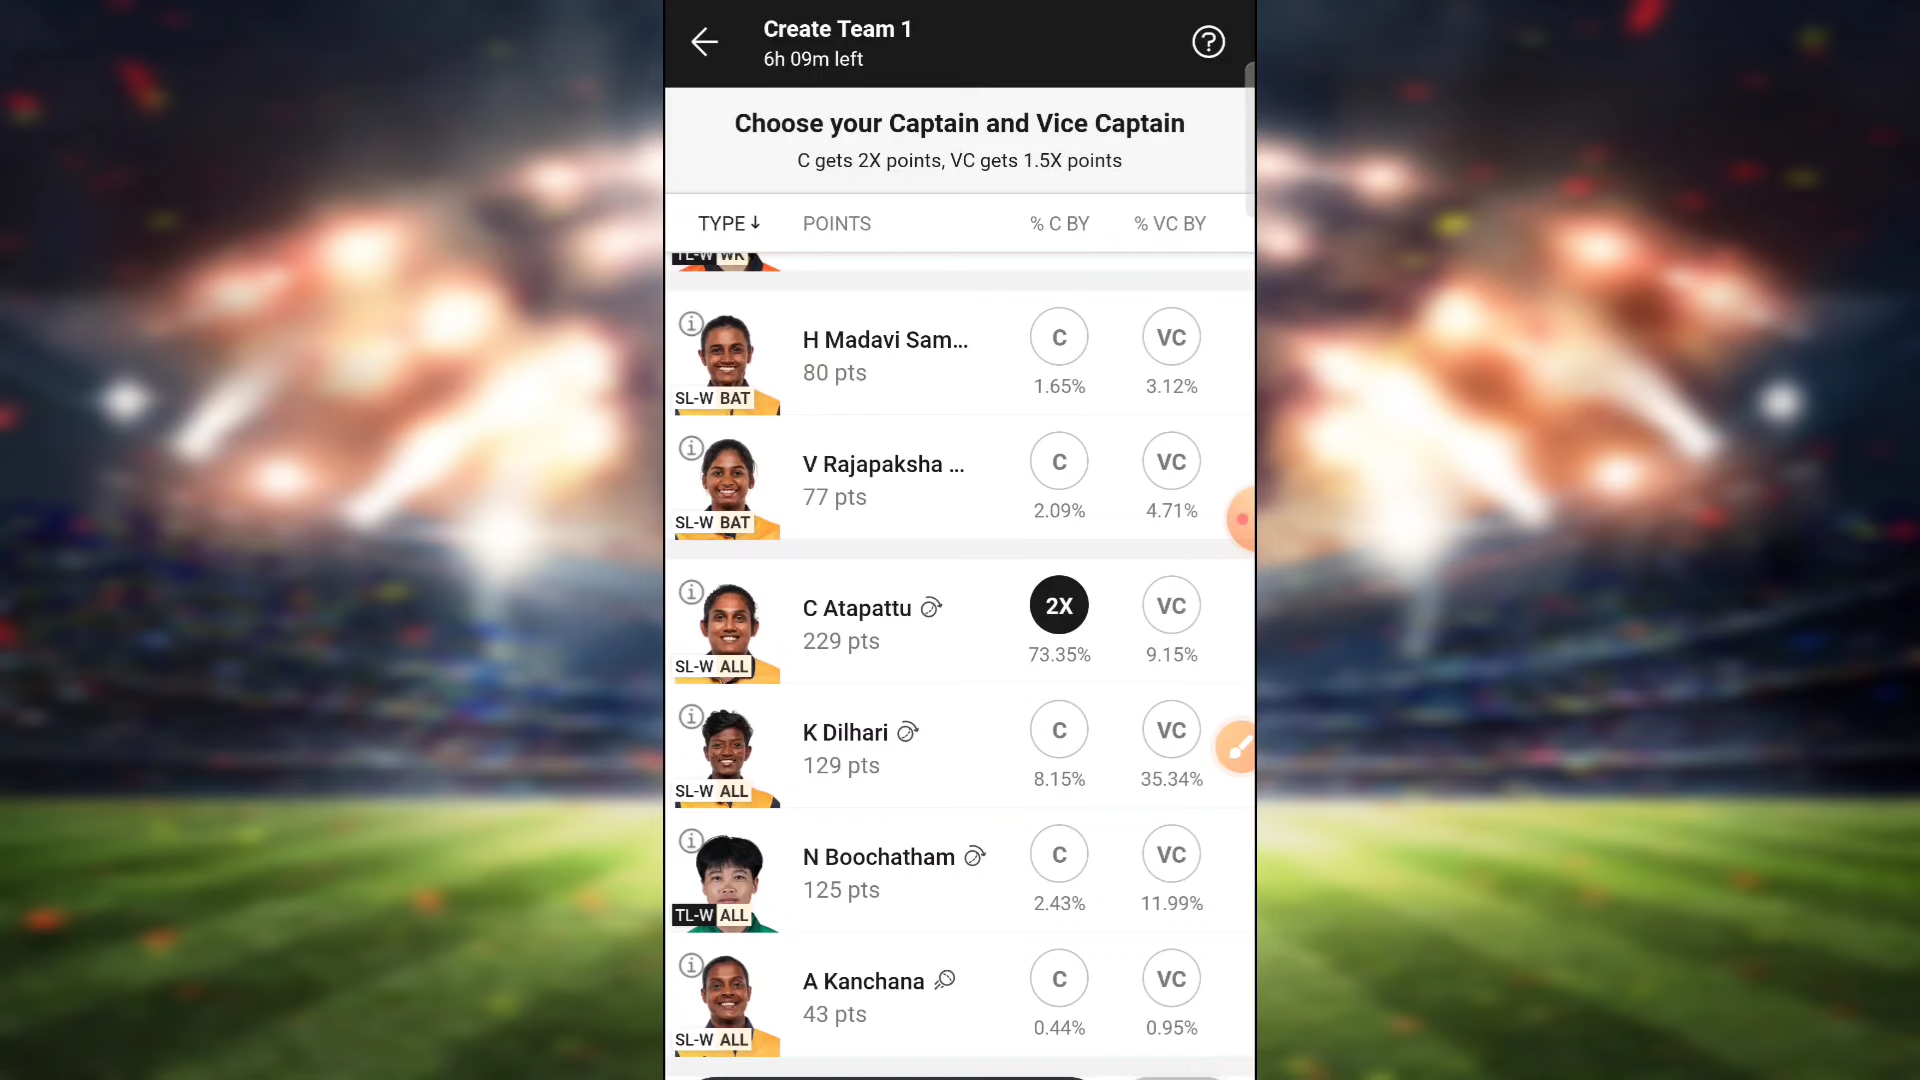 Create Team 1
6h 09m left
Choose your Captain and Vice Captain
C gets 2X points, VC gets 1.5X points
TYPE↓ POINTS % C BY % VC BY
TL-W WK
H Madavi Sam... C VC
80 pts
SL-W BAT 1.65% 3.12%
V Rajapaksha ... C VC
77 pts
SL-W BAT 2.09% 4.71%
C Atapattu 2X VC
229 pts
SL-W ALL 73.35% 9.15%
K Dilhari C VC
129 pts
SL-W ALL 8.15% 35.34%
N Boochatham C VC
125 pts
TL-W ALL 2.43% 11.99%
A Kanchana C VC
43 pts
SL-W ALL 0.44% 0.95%